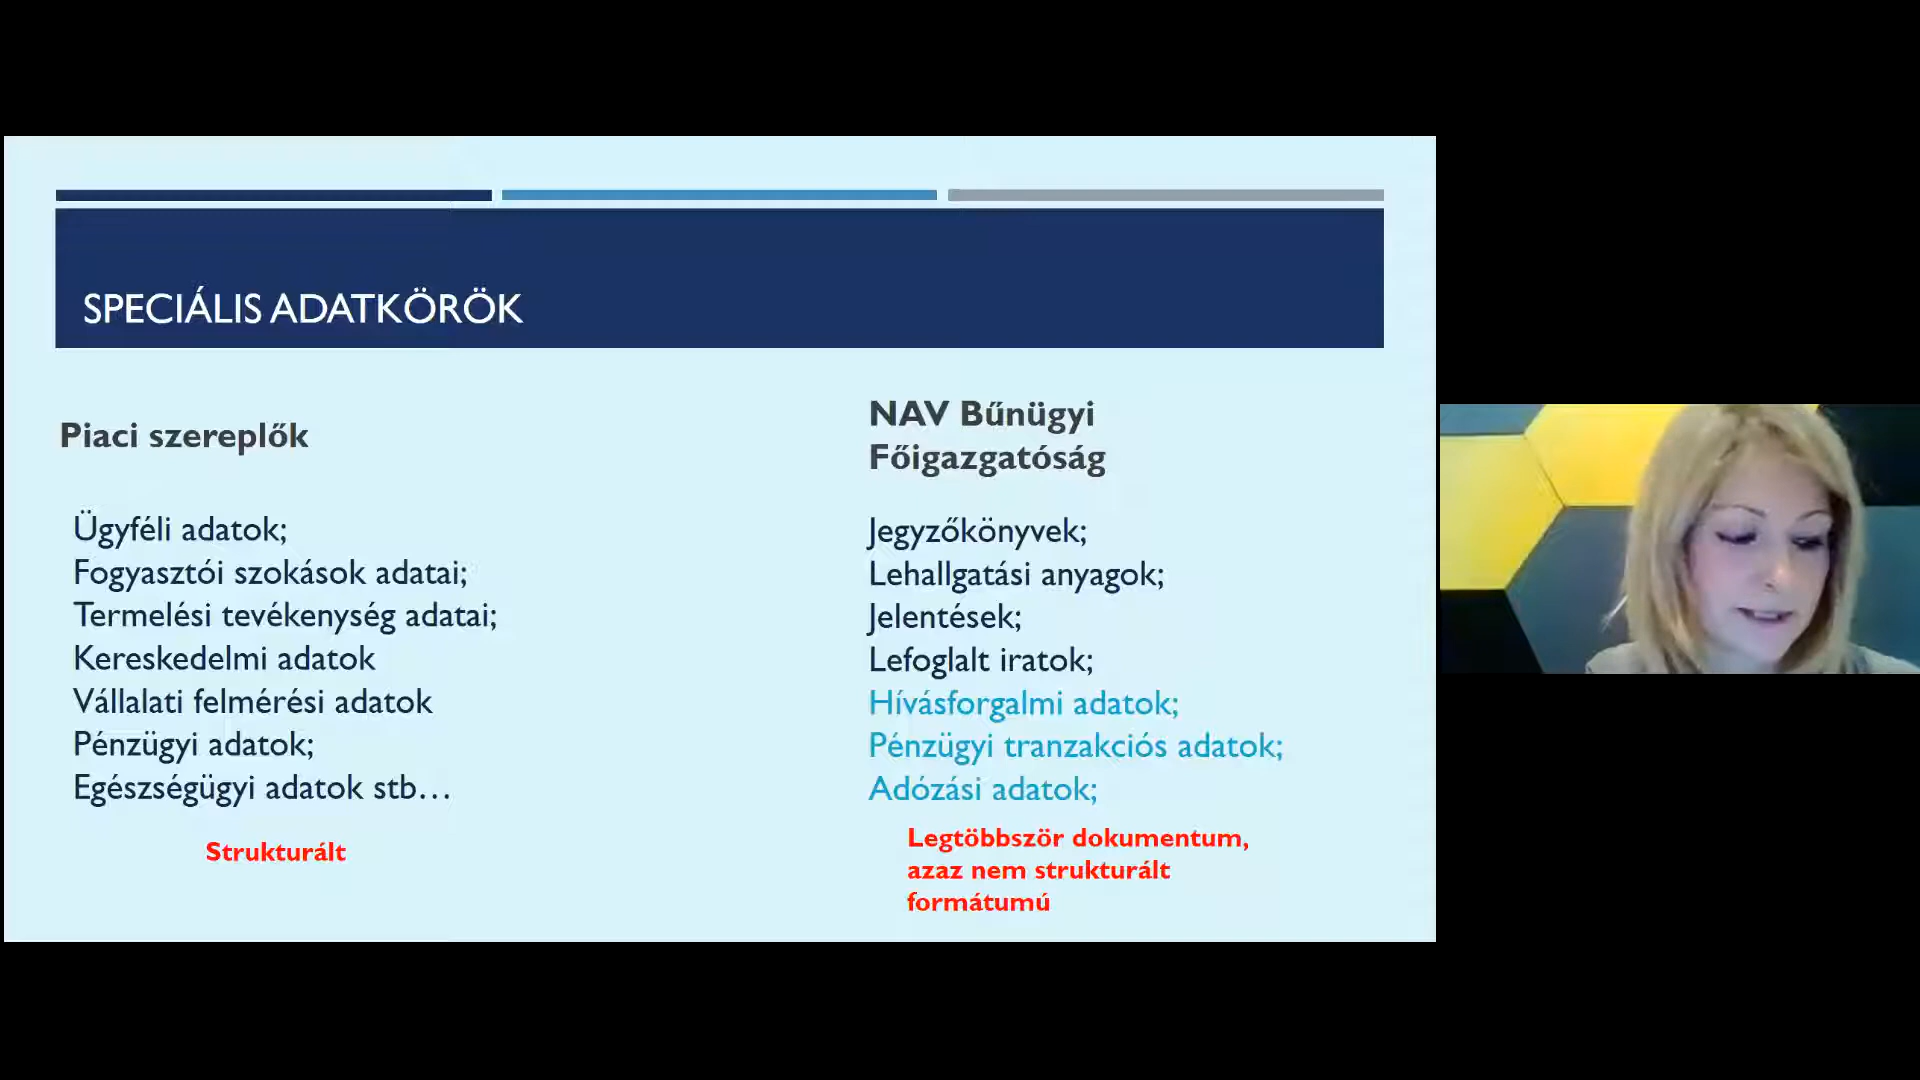 SPECIÁLIS ADATKÖRÖK
Piaci szereplők
Ügyféli adatok;
Fogyasztói szokások adatai;
Termelési tevékenység adatai;
Kereskedelmi adatok
Vállalati felmérési adatok
Pénzügyi adatok;
Egészségügyi adatok stb…
Strukturált
NAV Bűnügyi
Főigazgatóság
Jegyzőkönyvek;
Lehallgatási anyagok;
Jelentések;
Lefoglalt iratok;
Hívásforgalmi adatok;
Pénzügyi tranzakciós adatok;
Adózási adatok;
Legtöbbször dokumentum,
azaz nem strukturált
formátumú